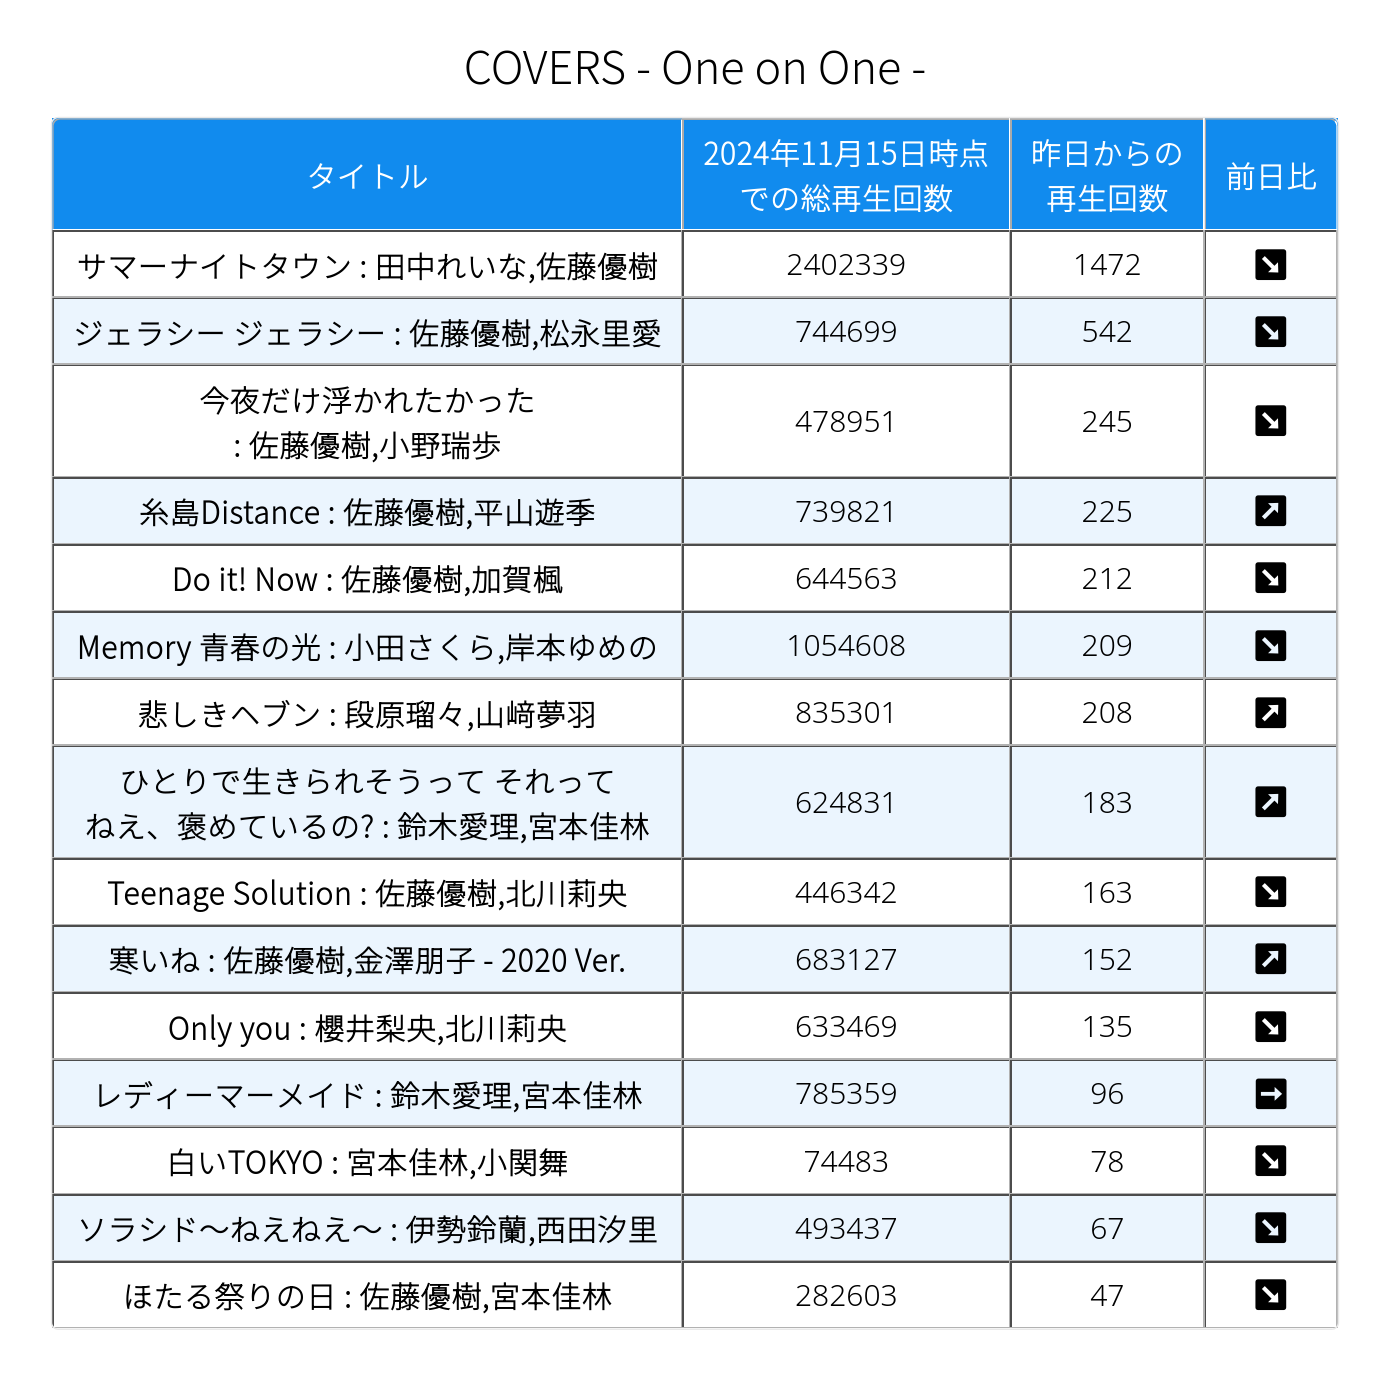 COVERS - One on One -
タイトル
2024年11月15日時点
での総再生回数
昨日からの
再生回数
前日比
サマーナイトタウン : 田中れいな,佐藤優樹
2402339
1472
ジェラシー ジェラシー : 佐藤優樹,松永里愛
744699
542
今夜だけ浮かれたかった
: 佐藤優樹,小野瑞歩
478951
245
糸島Distance : 佐藤優樹,平山遊季
739821
225
Do it! Now : 佐藤優樹,加賀楓
644563
212
Memory 青春の光 : 小田さくら,岸本ゆめの
1054608
209
悲しきヘブン : 段原瑠々,山﨑夢羽
835301
208
ひとりで生きられそうって それって
ねえ、褒めているの? : 鈴木愛理,宮本佳林
624831
183
Teenage Solution : 佐藤優樹,北川莉央
446342
163
寒いね : 佐藤優樹,金澤朋子 - 2020 Ver.
683127
152
Only you : 櫻井梨央,北川莉央
633469
135
レディーマーメイド : 鈴木愛理,宮本佳林
785359
96
白いTOKYO : 宮本佳林,小関舞
74483
78
ソラシド〜ねえねえ〜 : 伊勢鈴蘭,西田汐里
493437
67
ほたる祭りの日 : 佐藤優樹,宮本佳林
282603
47